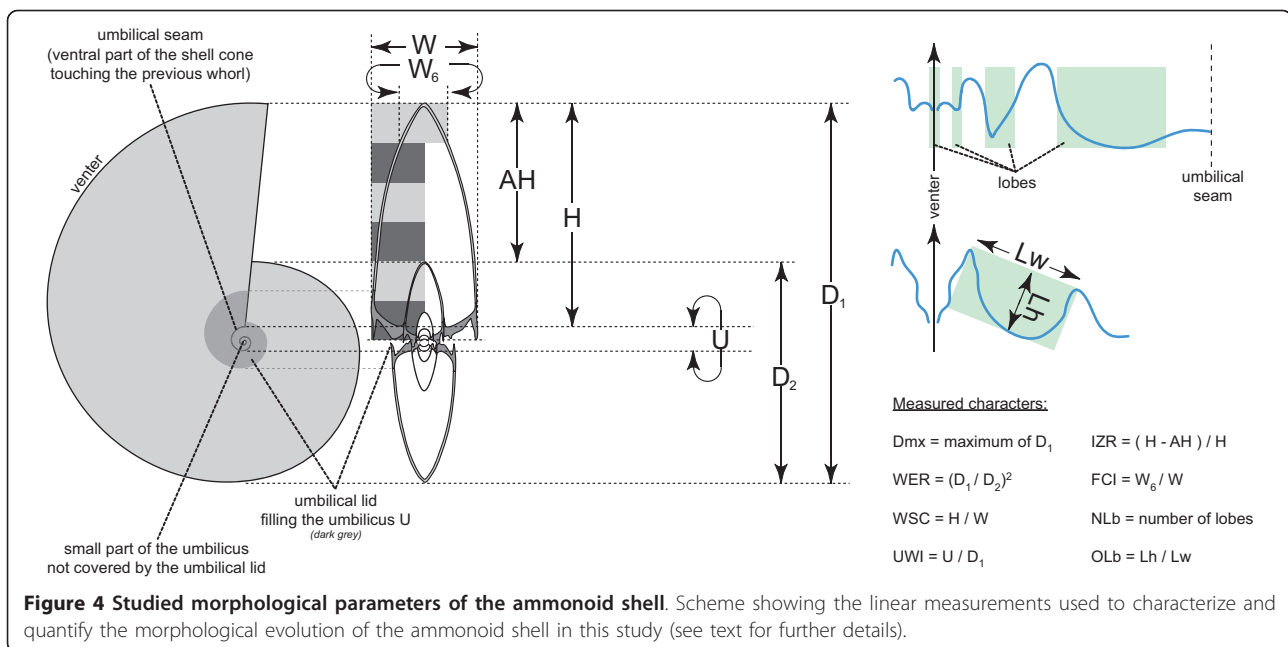 umbilical seam
(ventral part of the shell cone
touching the previous whorl)
venter
W
W₆
AH
H
U
D₁
D₂
umbilical lid
filling the umbilicus U
(dark grey)
small part of the umbilicus
not covered by the umbilical lid
venter
lobes
umbilical
seam
Lw
Lh
Measured characters:
Dmx = maximum of D₁
WER = (D₁ / D₂)²
WSC = H / W
UWI = U / D₁
IZR = ( H - AH ) / H
FCI = W₆ / W
NLb = number of lobes
OLb = Lh / Lw
Figure 4 Studied morphological parameters of the ammonoid shell. Scheme showing the linear measurements used to characterize and
quantify the morphological evolution of the ammonoid shell in this study (see text for further details).